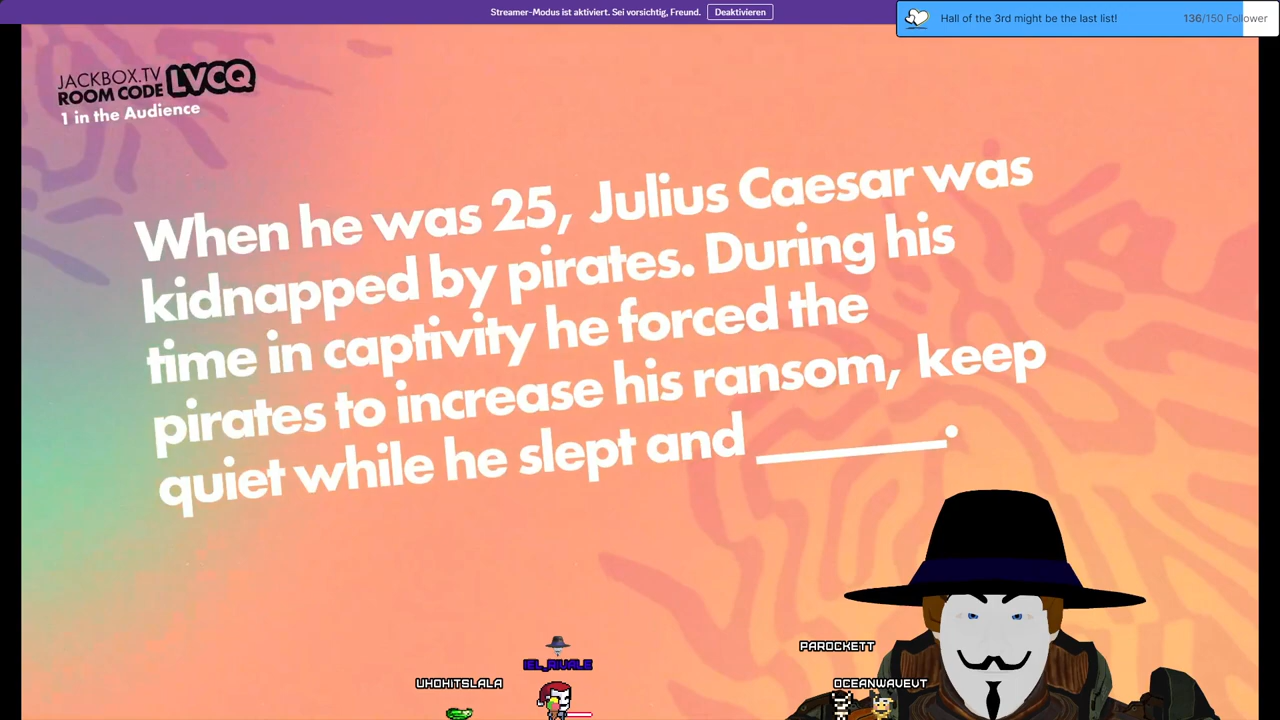 Streamer-Modus ist aktiviert. Sei vorsichtig, Freund. Deaktivieren
Hall of the 3rd might be the last list! 136/150 Follower
JACKBOX.TV
ROOM CODE LVCQ
1 in the Audience
When he was 25, Julius Caesar was
kidnapped by pirates. During his
time in captivity he forced the
pirates to increase his ransom, keep
quiet while he slept and ________.
PAROCKETT
IEL_RIVALE
UHOHITSLALA
OCEANWAVEVT